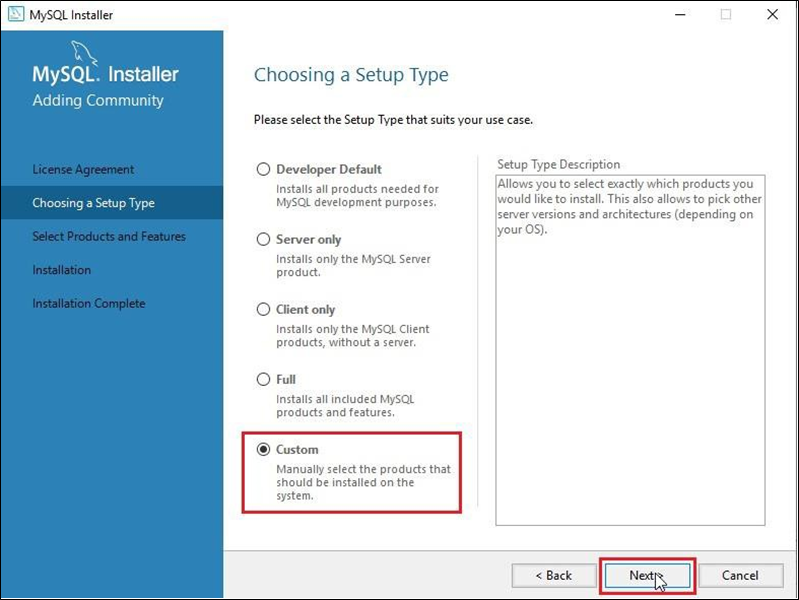 MySQL Installer
MySQL. Installer
Adding Community
License Agreement
Choosing a Setup Type
Select Products and Features
Installation
Installation Complete
Choosing a Setup Type
Please select the Setup Type that suits your use case.
Developer Default
Installs all products needed for
MySQL development purposes.
Server only
Installs only the MySQL Server
product.
Client only
Installs only the MySQL Client
products, without a server.
Full
Installs all included MySQL
products and features.
Custom
Manually select the products that
should be installed on the
system.
Setup Type Description
Allows you to select exactly which products you
would like to install. This also allows to pick other
server versions and architectures (depending on
your OS).
< Back
Next >
Cancel